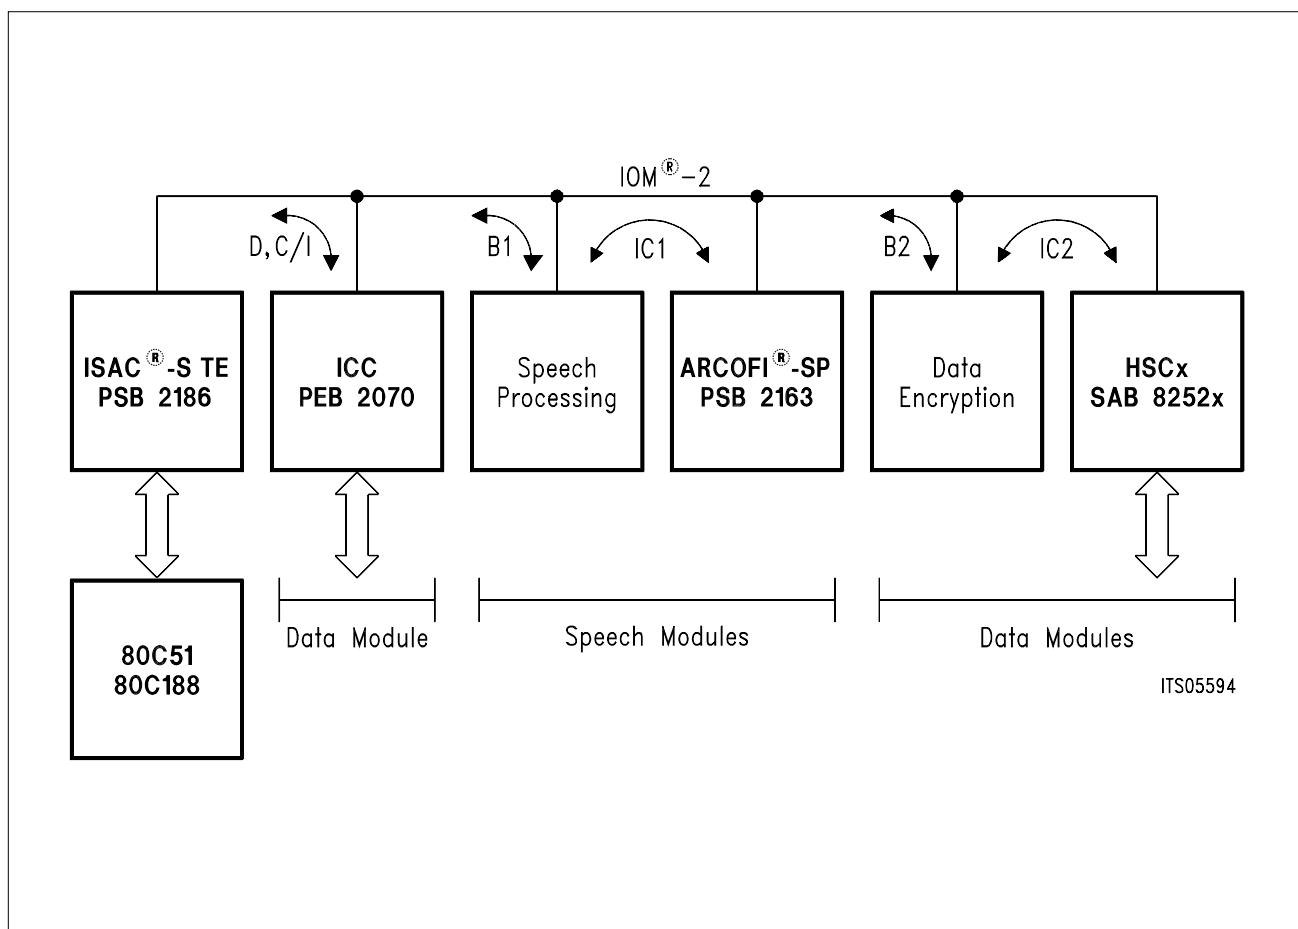 IOM®-2
D, C/I
B1
IC1
B2
IC2
ISAC®-S TE
PSB 2186
ICC
PEB 2070
Speech
Processing
ARCOFI®-SP
PSB 2163
Data
Encryption
HSCx
SAB 8252x
80C51
80C188
Data Module
Speech Modules
Data Modules
ITS05594